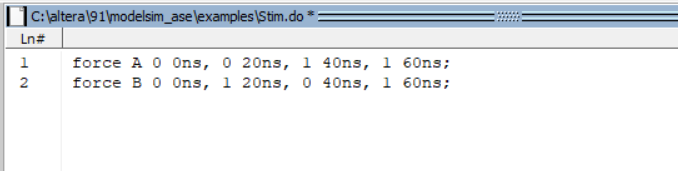 C:\altera\91\modelsim_ase\examples\Stim.do *
Ln#
1 force A 0 0ns, 0 20ns, 1 40ns, 1 60ns;
2 force B 0 0ns, 1 20ns, 0 40ns, 1 60ns;